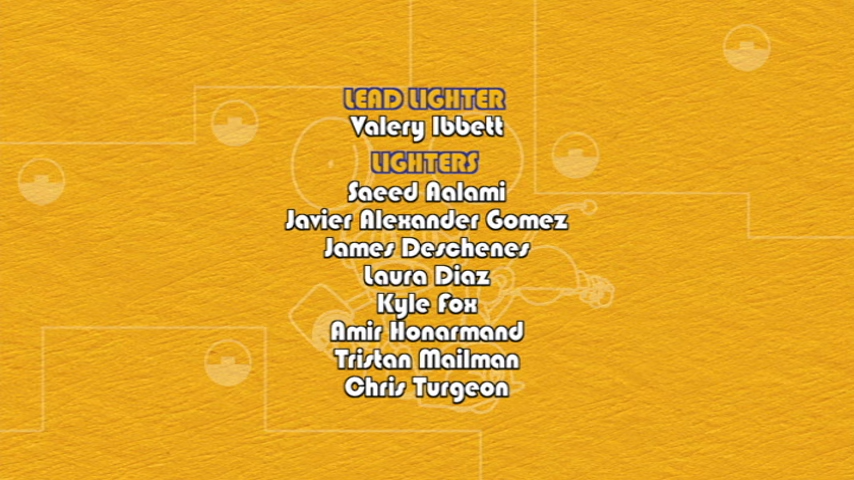 LEAD LIGHTER
Valery Ibbett
LIGHTERS
Saeed Aalami
Javier Alexander Gomez
James Deschenes
Laura Diaz
Kyle Fox
Amir Honarmand
Tristan Mailman
Chris Turgeon